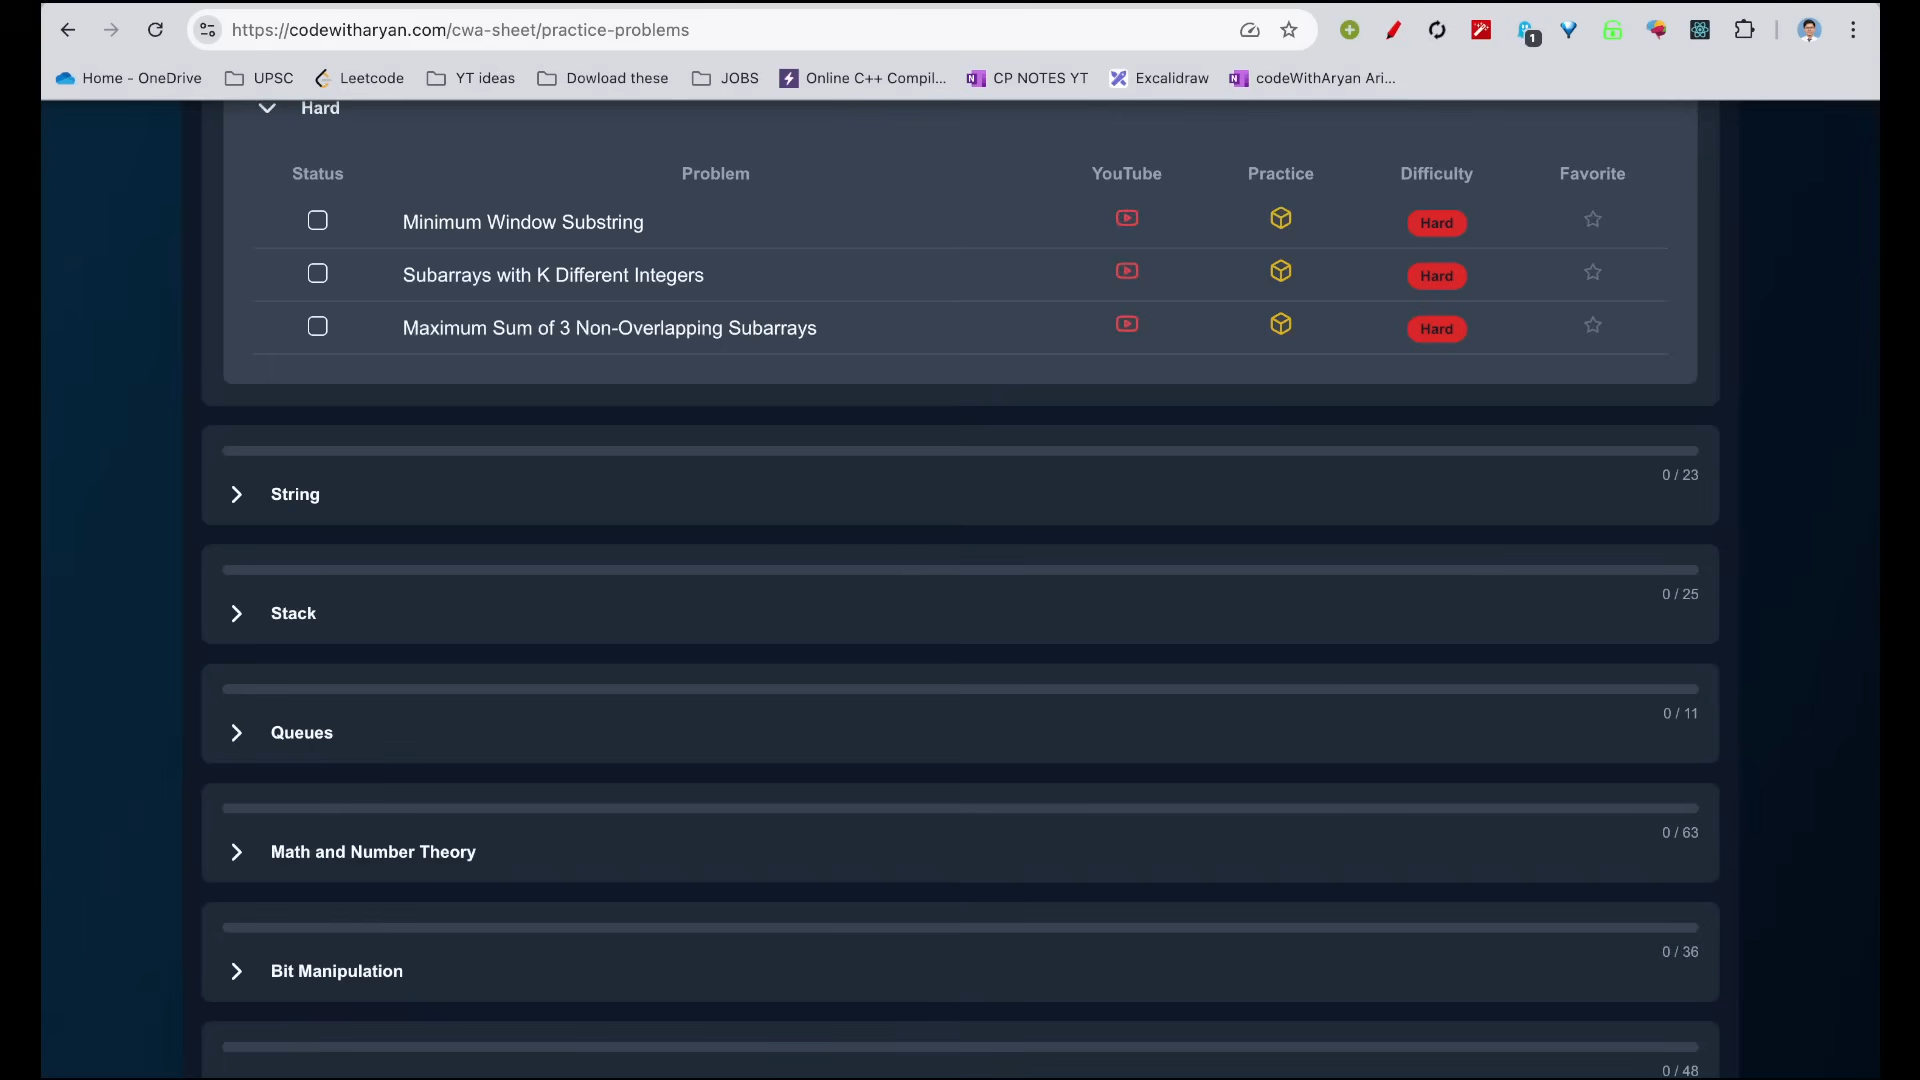 https://codewitharyan.com/cwa-sheet/practice-problems
1
Home - OneDrive UPSC Leetcode YT ideas Dowload these JOBS Online C++ Compil... CP NOTES YT Excalidraw codeWithAryan Ari...
Hard
Status Problem YouTube Practice Difficulty Favorite
Minimum Window Substring Hard
Subarrays with K Different Integers Hard
Maximum Sum of 3 Non-Overlapping Subarrays Hard
0 / 23
String
0 / 25
Stack
0 / 11
Queues
0 / 63
Math and Number Theory
0 / 36
Bit Manipulation
0 / 48